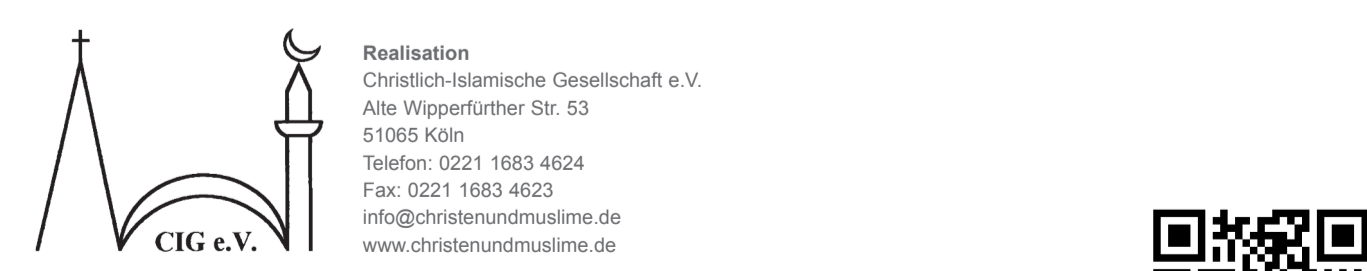 CIG e.V.
Realisation
Christlich-Islamische Gesellschaft e.V.
Alte Wipperfürther Str. 53
51065 Köln
Telefon: 0221 1683 4624
Fax: 0221 1683 4623
info@christenundmuslime.de
www.christenundmuslime.de